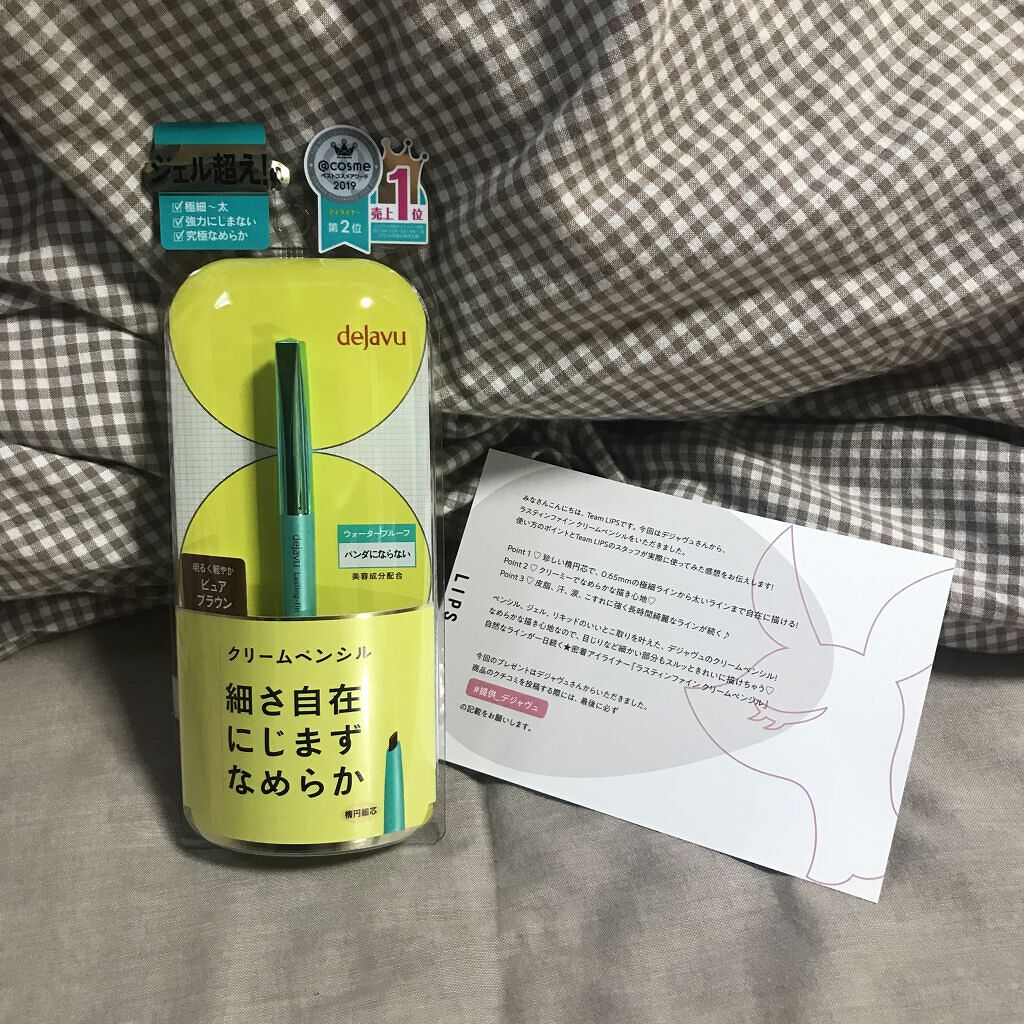 ジェル超え!
極細～太
強力ににじまない
究極なめらか
@cosme
ベストコスメアワード
2019
アイライナー
第2位
売上1位
dejavu
dejavu Lasting-fin
ウォータープルーフ
パンダにならない
美容成分配合
明るく軽やか
ピュア
ブラウン
クリームペンシル
細さ自在
にじまず
なめらか
楕円細芯
LIPS
みなさんこんにちは、Team LIPSです。今回はデジャヴュさんから、
ラスティンファイン クリームペンシルをいただきました。
使い方のポイントとTeam LIPSのスタッフが実際に使ってみた感想をお伝えします!
Point 1 ♡ 珍しい楕円芯で、0.65mmの極細ラインから太いラインまで自在に描ける!
Point 2 ♡ クリーミーでなめらかな描き心地♡
Point 3 ♡ 皮脂、汗、涙、こすれに強く長時間綺麗なラインが続く♪
ペンシル、ジェル、リキッドのいいとこ取りを叶えた、デジャヴュのクリームペンシル!
なめらかな描き心地なので、目じりなど細かい部分もスルッときれいに描けちゃう♡
自然なラインが一日続く★密着アイライナー『ラスティンファイン クリームペンシル』
今回のプレゼントはデジャヴュさんからいただきました。
商品のクチコミを投稿する際には、最後に必ず
#提供_デジャヴュ
の記載をお願いします。